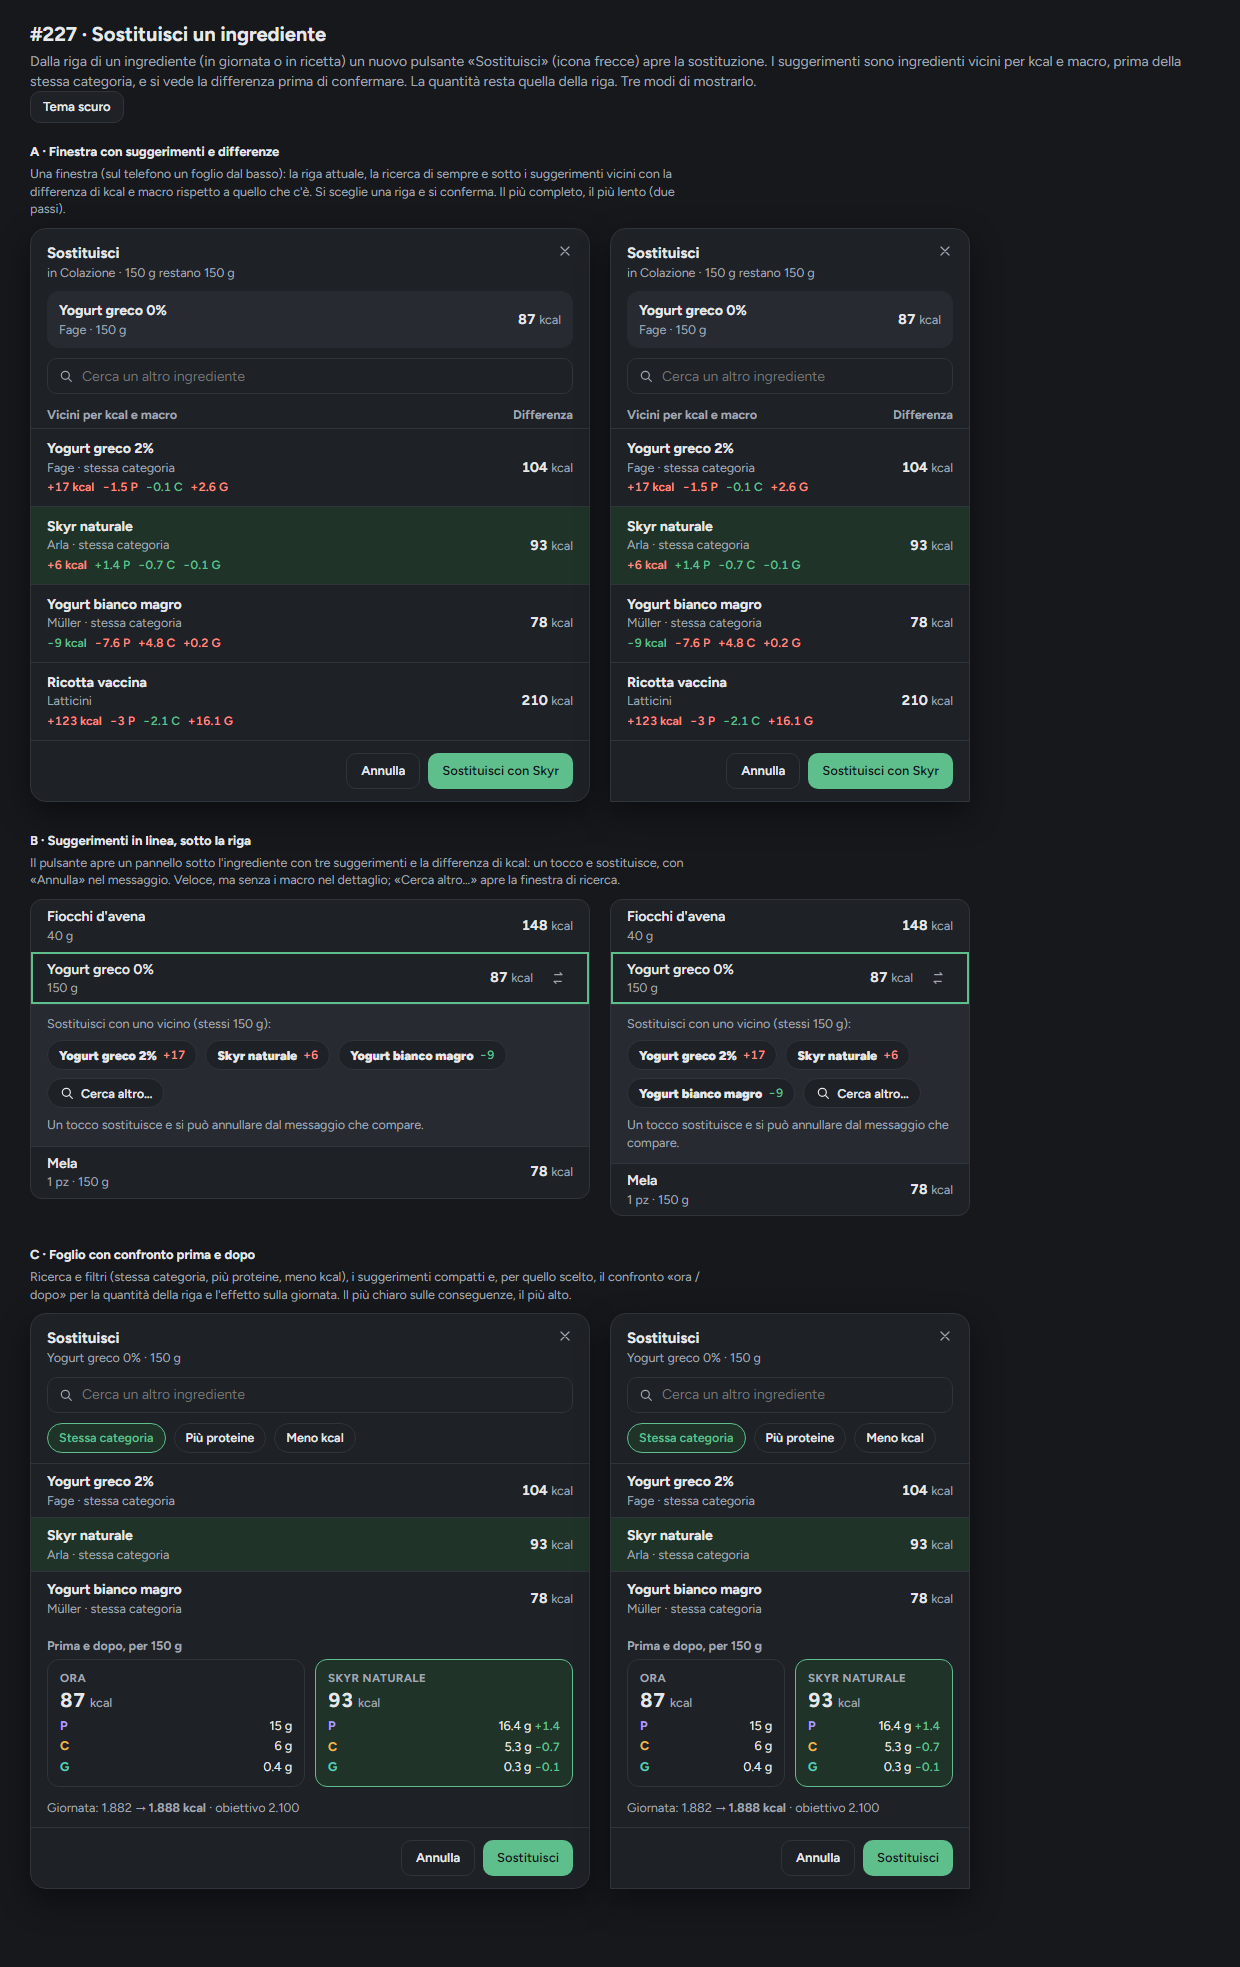 #227 · Sostituisci un ingrediente
Dalla riga di un ingrediente (in giornata o in ricetta) un nuovo pulsante «Sostituisci» (icona frecce) apre la sostituzione. I suggerimenti sono ingredienti vicini per kcal e macro, prima della
stessa categoria, e si vede la differenza prima di confermare. La quantità resta quella della riga. Tre modi di mostrarlo.
Tema scuro
A · Finestra con suggerimenti e differenze
Una finestra (sul telefono un foglio dal basso): la riga attuale, la ricerca di sempre e sotto i suggerimenti vicini con la
differenza di kcal e macro rispetto a quello che c'è. Si sceglie una riga e si conferma. Il più completo, il più lento (due
passi).
Sostituisci
in Colazione · 150 g restano 150 g
Yogurt greco 0%
Fage · 150 g
87 kcal
Cerca un altro ingrediente
Vicini per kcal e macro Differenza
Yogurt greco 2%
Fage · stessa categoria
104 kcal
+17 kcal −1.5 P −0.1 C +2.6 G
Skyr naturale
Arla · stessa categoria
93 kcal
+6 kcal +1.4 P −0.7 C −0.1 G
Yogurt bianco magro
Müller · stessa categoria
78 kcal
−9 kcal −7.6 P +4.8 C +0.2 G
Ricotta vaccina
Latticini
210 kcal
+123 kcal −3 P −2.1 C +16.1 G
Annulla Sostituisci con Skyr
Sostituisci
in Colazione · 150 g restano 150 g
Yogurt greco 0%
Fage · 150 g
87 kcal
Cerca un altro ingrediente
Vicini per kcal e macro Differenza
Yogurt greco 2%
Fage · stessa categoria
104 kcal
+17 kcal −1.5 P −0.1 C +2.6 G
Skyr naturale
Arla · stessa categoria
93 kcal
+6 kcal +1.4 P −0.7 C −0.1 G
Yogurt bianco magro
Müller · stessa categoria
78 kcal
−9 kcal −7.6 P +4.8 C +0.2 G
Ricotta vaccina
Latticini
210 kcal
+123 kcal −3 P −2.1 C +16.1 G
Annulla Sostituisci con Skyr
B · Suggerimenti in linea, sotto la riga
Il pulsante apre un pannello sotto l'ingrediente con tre suggerimenti e la differenza di kcal: un tocco e sostituisce, con
«Annulla» nel messaggio. Veloce, ma senza i macro nel dettaglio; «Cerca altro…» apre la finestra di ricerca.
Fiocchi d'avena
40 g
148 kcal
Yogurt greco 0%
150 g
87 kcal
Sostituisci con uno vicino (stessi 150 g):
Yogurt greco 2% +17 Skyr naturale +6 Yogurt bianco magro −9
Cerca altro…
Un tocco sostituisce e si può annullare dal messaggio che compare.
Mela
1 pz · 150 g
78 kcal
Fiocchi d'avena
40 g
148 kcal
Yogurt greco 0%
150 g
87 kcal
Sostituisci con uno vicino (stessi 150 g):
Yogurt greco 2% +17 Skyr naturale +6
Yogurt bianco magro −9 Cerca altro…
Un tocco sostituisce e si può annullare dal messaggio che
compare.
Mela
1 pz · 150 g
78 kcal
C · Foglio con confronto prima e dopo
Ricerca e filtri (stessa categoria, più proteine, meno kcal), i suggerimenti compatti e, per quello scelto, il confronto «ora /
dopo» per la quantità della riga e l'effetto sulla giornata. Il più chiaro sulle conseguenze, il più alto.
Sostituisci
Yogurt greco 0% · 150 g
Cerca un altro ingrediente
Stessa categoria Più proteine Meno kcal
Yogurt greco 2%
Fage · stessa categoria
104 kcal
Skyr naturale
Arla · stessa categoria
93 kcal
Yogurt bianco magro
Müller · stessa categoria
78 kcal
Prima e dopo, per 150 g
ORA
87 kcal
P 15 g
C 6 g
G 0.4 g
SKYR NATURALE
93 kcal
P 16.4 g +1.4
C 5.3 g −0.7
G 0.3 g −0.1
Giornata: 1.882 → 1.888 kcal · obiettivo 2.100
Annulla Sostituisci
Sostituisci
Yogurt greco 0% · 150 g
Cerca un altro ingrediente
Stessa categoria Più proteine Meno kcal
Yogurt greco 2%
Fage · stessa categoria
104 kcal
Skyr naturale
Arla · stessa categoria
93 kcal
Yogurt bianco magro
Müller · stessa categoria
78 kcal
Prima e dopo, per 150 g
ORA
87 kcal
P 15 g
C 6 g
G 0.4 g
SKYR NATURALE
93 kcal
P 16.4 g +1.4
C 5.3 g −0.7
G 0.3 g −0.1
Giornata: 1.882 → 1.888 kcal · obiettivo 2.100
Annulla Sostituisci